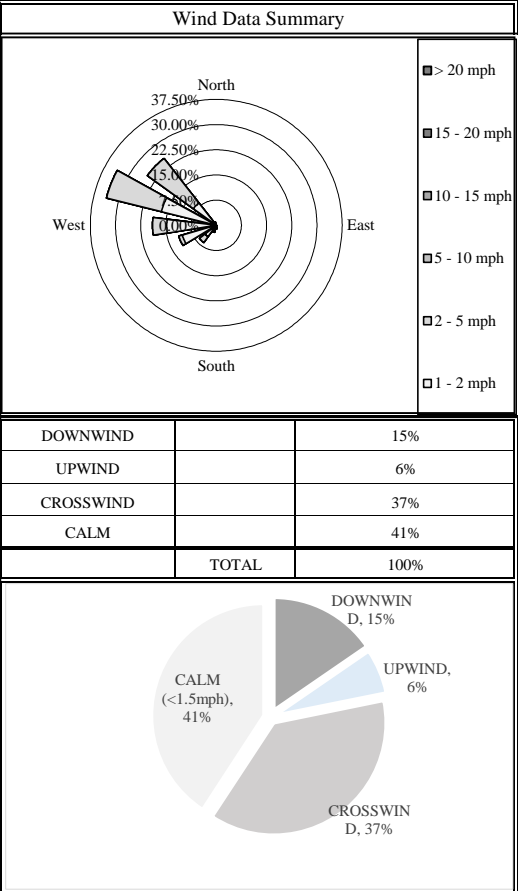 Wind Data Summary
North
37.50%
30.00%
22.50%
15.00%
7.50%
0.00%
West
East
South
> 20 mph
15 - 20 mph
10 - 15 mph
5 - 10 mph
2 - 5 mph
1 - 2 mph
DOWNWIND 15%
UPWIND 6%
CROSSWIND 37%
CALM 41%
TOTAL 100%
DOWNWIN
D, 15%
UPWIND,
6%
CALM
(<1.5mph),
41%
CROSSWIN
D, 37%